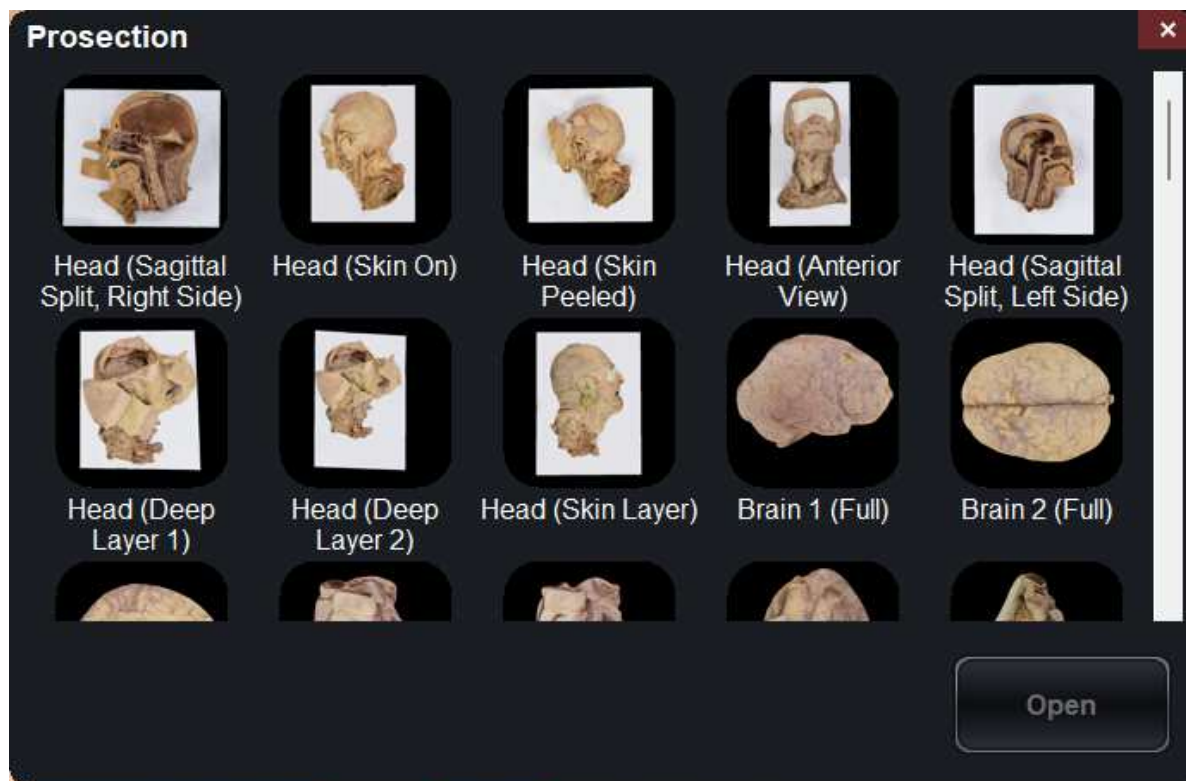 Prosection
Head (Sagittal
Split, Right Side)
Head (Skin On)
Head (Skin
Peeled)
Head (Anterior
View)
Head (Sagittal
Split, Left Side)
Head (Deep
Layer 1)
Head (Deep
Layer 2)
Head (Skin Layer)
Brain 1 (Full)
Brain 2 (Full)
Open